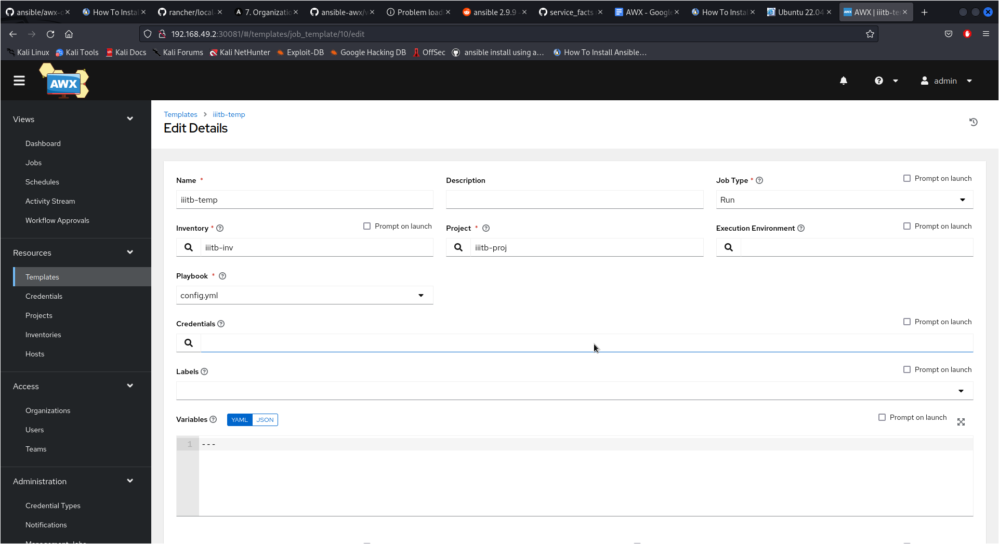 ansible/awx-o
How To Instal
rancher/local-
7. Organizatio
ansible-awx/v
Problem load
ansible 2.9.9 -
service_facts
AWX - Google
How To Instal
Ubuntu 22.04
AWX | iiitb-te
192.168.49.2:30081/#/templates/job_template/10/edit
Kali Linux
Kali Tools
Kali Docs
Kali Forums
Kali NetHunter
Exploit-DB
Google Hacking DB
OffSec
ansible install using a...
How To Install Ansible...
AWX
admin
Views
Dashboard
Jobs
Schedules
Activity Stream
Workflow Approvals
Resources
Templates
Credentials
Projects
Inventories
Hosts
Access
Organizations
Users
Teams
Administration
Credential Types
Notifications
Management Jobs
Templates > iiitb-temp
Edit Details
Name *
iiitb-temp
Description
Job Type *
Prompt on launch
Run
Inventory *
Prompt on launch
iiitb-inv
Project *
iiitb-proj
Execution Environment
Prompt on launch
Playbook *
config.yml
Credentials
Prompt on launch
Labels
Prompt on launch
Variables
YAML JSON
Prompt on launch
1 ---